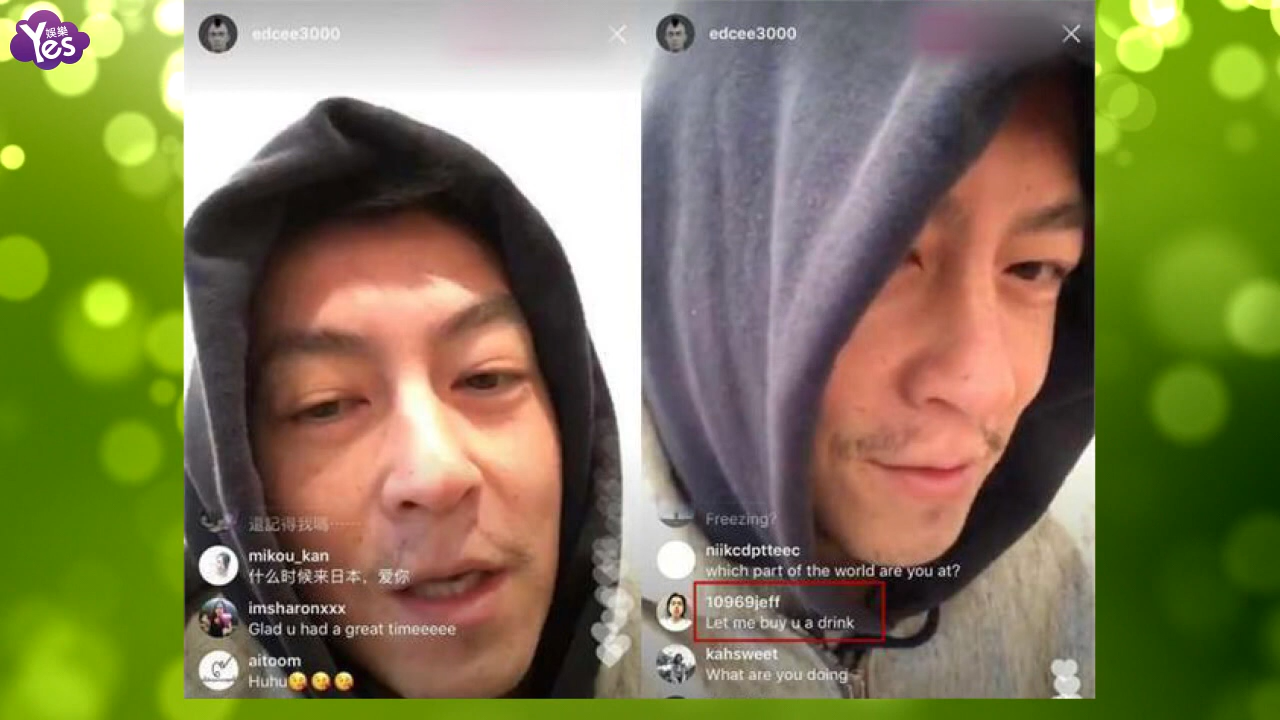 娛樂
Yes
edcee3000
還記得我嗎……
mikou_kan
什么时候来日本，爱你
imsharonxxx
Glad u had a great timeeeee
aitoom
Huhu😘😘😘
edcee3000
Freezing?
niikcdptteec
which part of the world are you at?
10969jeff
Let me buy u a drink
kahsweet
What are you doing